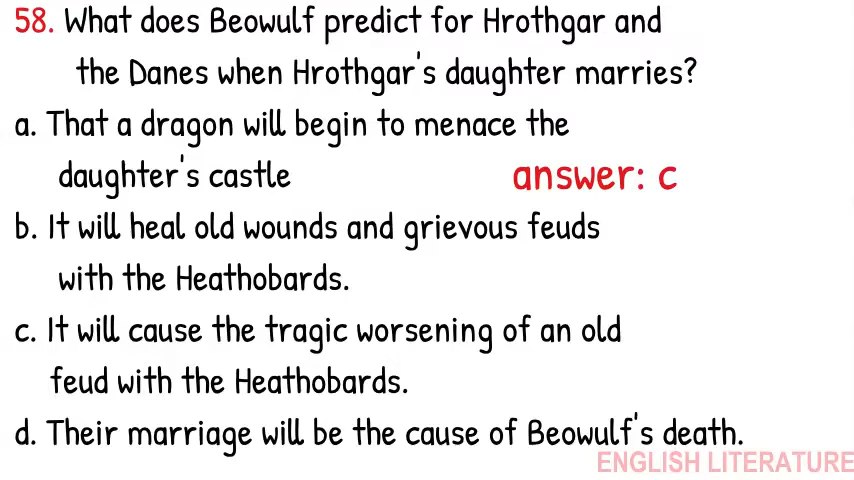 58. What does Beowulf predict for Hrothgar and
the Danes when Hrothgar's daughter marries?
a. That a dragon will begin to menace the
daughter's castle
answer: c
b. It will heal old wounds and grievous feuds
with the Heathobards.
c. It will cause the tragic worsening of an old
feud with the Heathobards.
d. Their marriage will be the cause of Beowulf's death.
ENGLISH LITERATURE